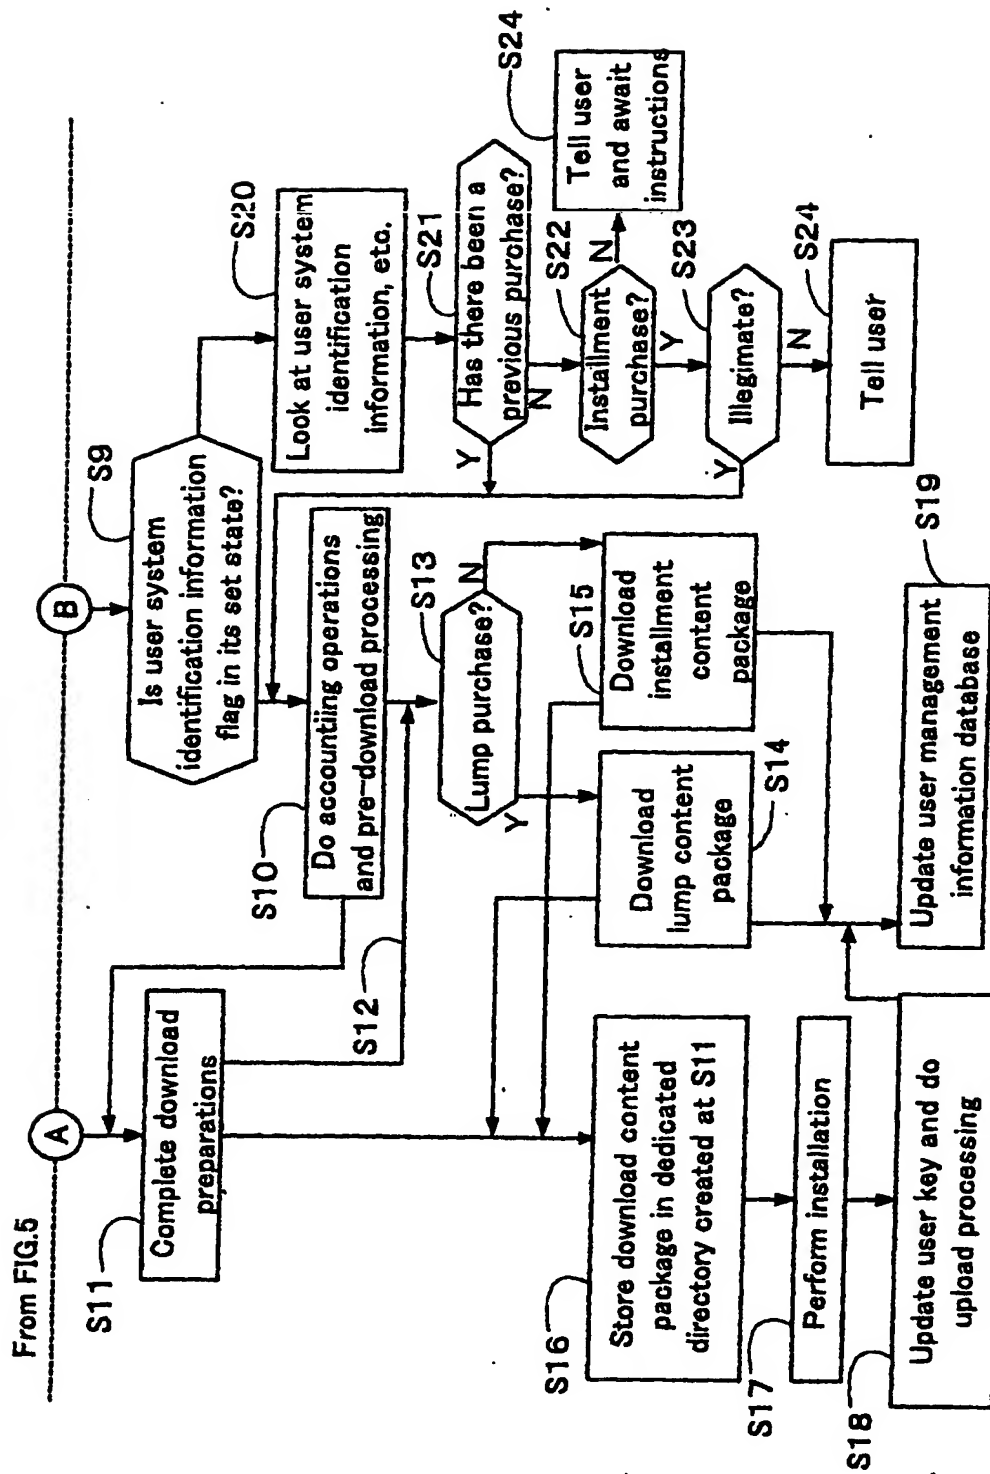 From FIG.5
A
B
S11
Complete download
preparations
S9
Is user system
identification information
flag in its set state?
S20
Look at user system
identification
information, etc.
S10
Do accountiing operations
and pre-download processing
S12
S21
Has there been a
previous purchase?
Y
N
S13
Lump purchase?
Y
N
S22
Installment
purchase?
N
Y
S24
Tell user
and await
instructions
S23
Illegimate?
Y
N
S24
Tell user
S16
Store download content
package in dedicated
directory created at S11
Download
lump content
package
S14
S15
Download
installment
content
package
S17
Perform installation
S18
Update user key and do
upload processing
S19
Update user management
information database